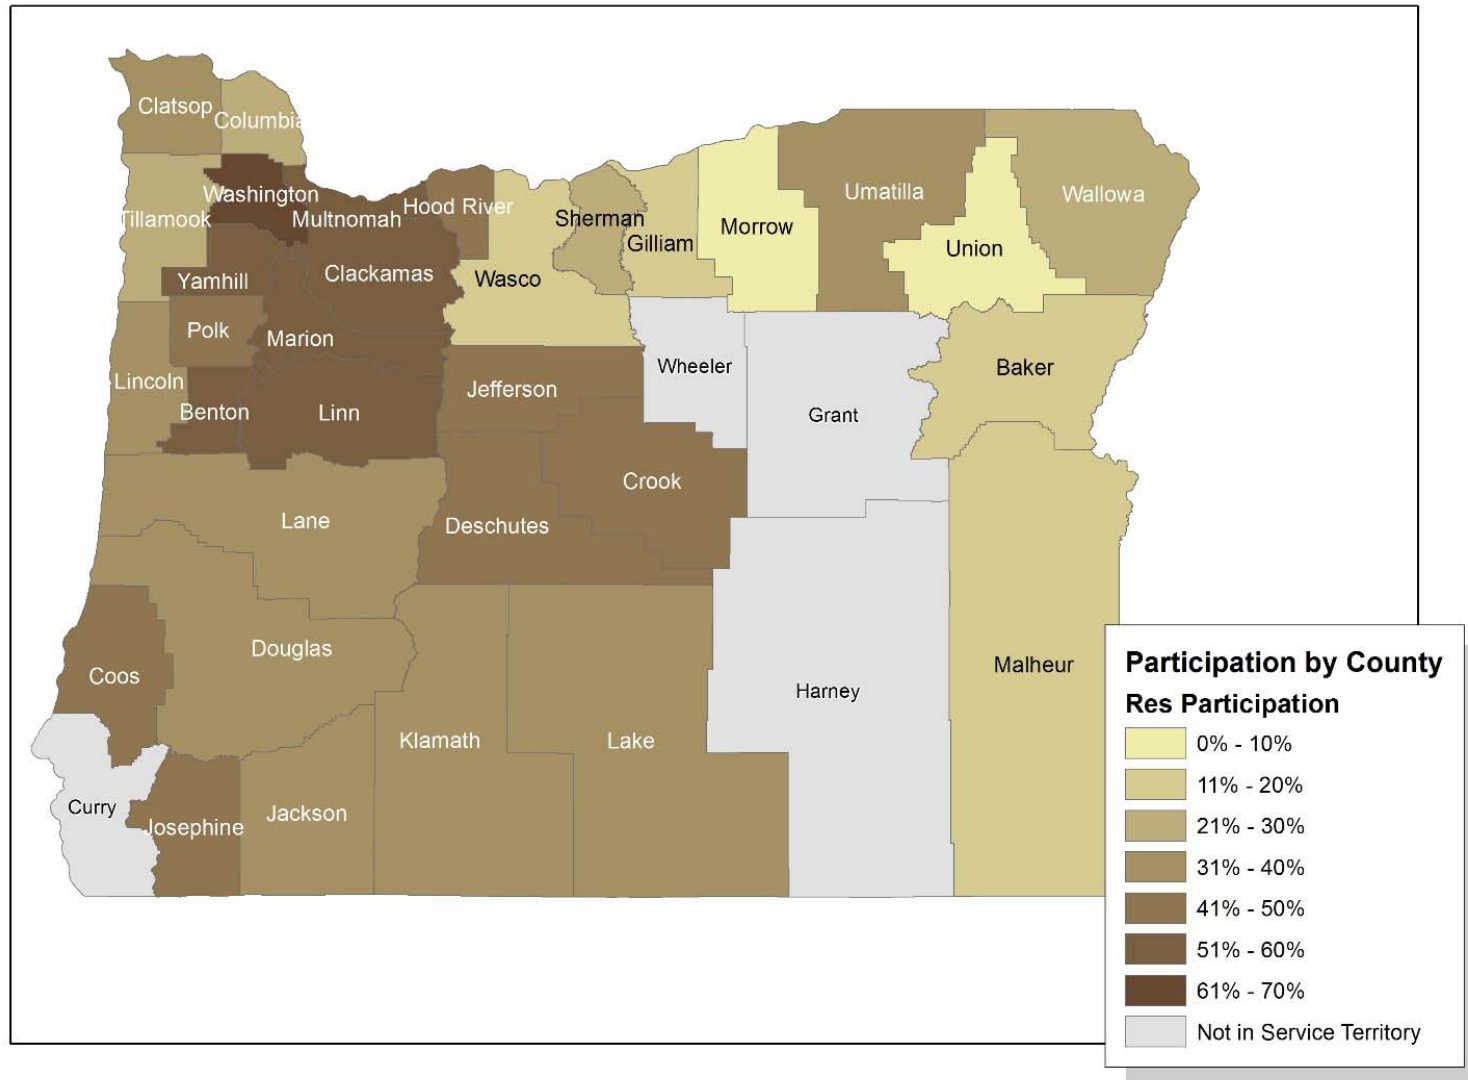 Clatsop
Columbia
Washington
Tillamook
Multnomah
Hood River
Sherman
Gilliam
Morrow
Umatilla
Wallowa
Union
Yamhill
Clackamas
Wasco
Polk
Marion
Wheeler
Baker
Lincoln
Benton
Linn
Jefferson
Grant
Crook
Lane
Deschutes
Coos
Douglas
Harney
Malheur
Klamath
Lake
Curry
Josephine
Jackson
Participation by County
Res Participation
0% - 10%
11% - 20%
21% - 30%
31% - 40%
41% - 50%
51% - 60%
61% - 70%
Not in Service Territory